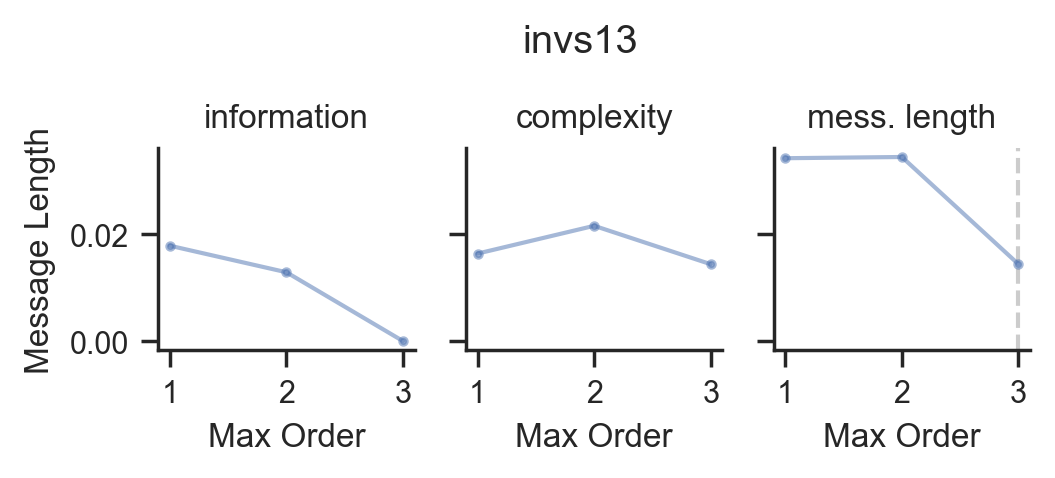 invs13
information
complexity
mess. length
Message Length
0.02
0.00
1 2 3
1 2 3
1 2 3
Max Order
Max Order
Max Order